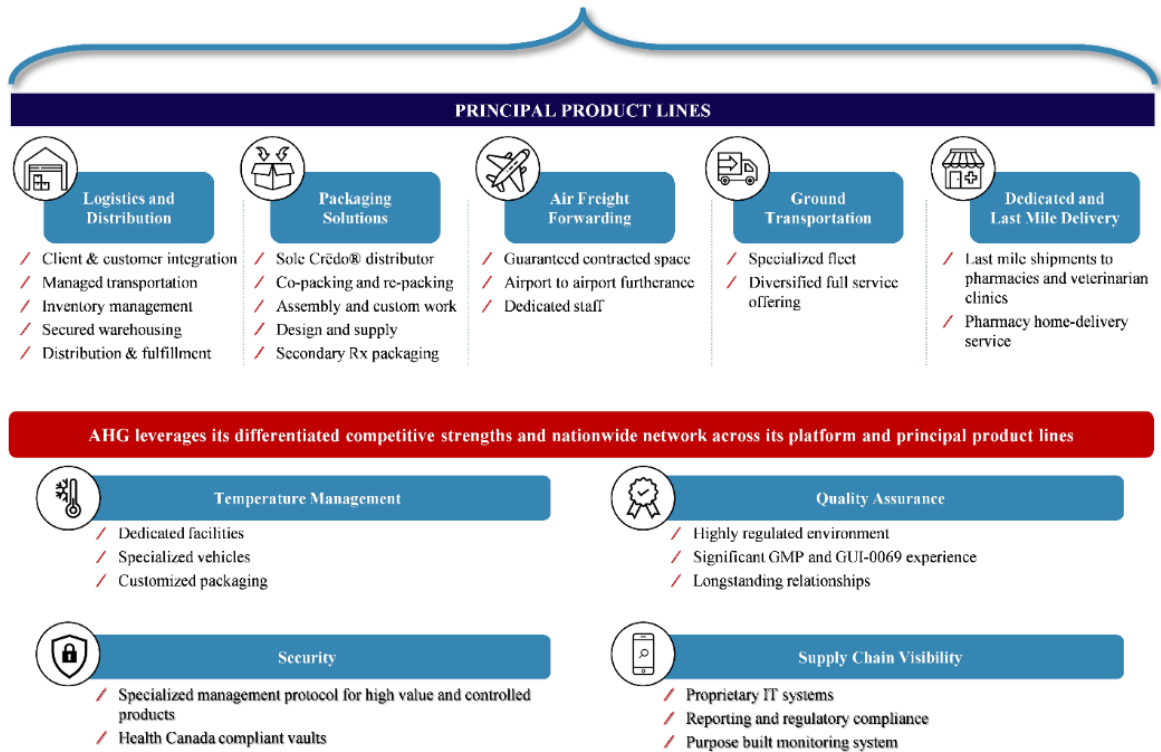 PRINCIPAL PRODUCT LINES
Logistics and
Distribution
Client & customer integration
Managed transportation
Inventory management
Secured warehousing
Distribution & fulfillment
Packaging
Solutions
Sole Crēdo® distributor
Co-packing and re-packing
Assembly and custom work
Design and supply
Secondary Rx packaging
Air Freight
Forwarding
Guaranteed contracted space
Airport to airport furtherance
Dedicated staff
Ground
Transportation
Specialized fleet
Diversified full service
offering
Dedicated and
Last Mile Delivery
Last mile shipments to
pharmacies and veterinarian
clinics
Pharmacy home-delivery
service
AHG leverages its differentiated competitive strengths and nationwide network across its platform and principal product lines
Temperature Management
Dedicated facilities
Specialized vehicles
Customized packaging
Quality Assurance
Highly regulated environment
Significant GMP and GUI-0069 experience
Longstanding relationships
Security
Specialized management protocol for high value and controlled
products
Health Canada compliant vaults
Supply Chain Visibility
Proprietary IT systems
Reporting and regulatory compliance
Purpose built monitoring system